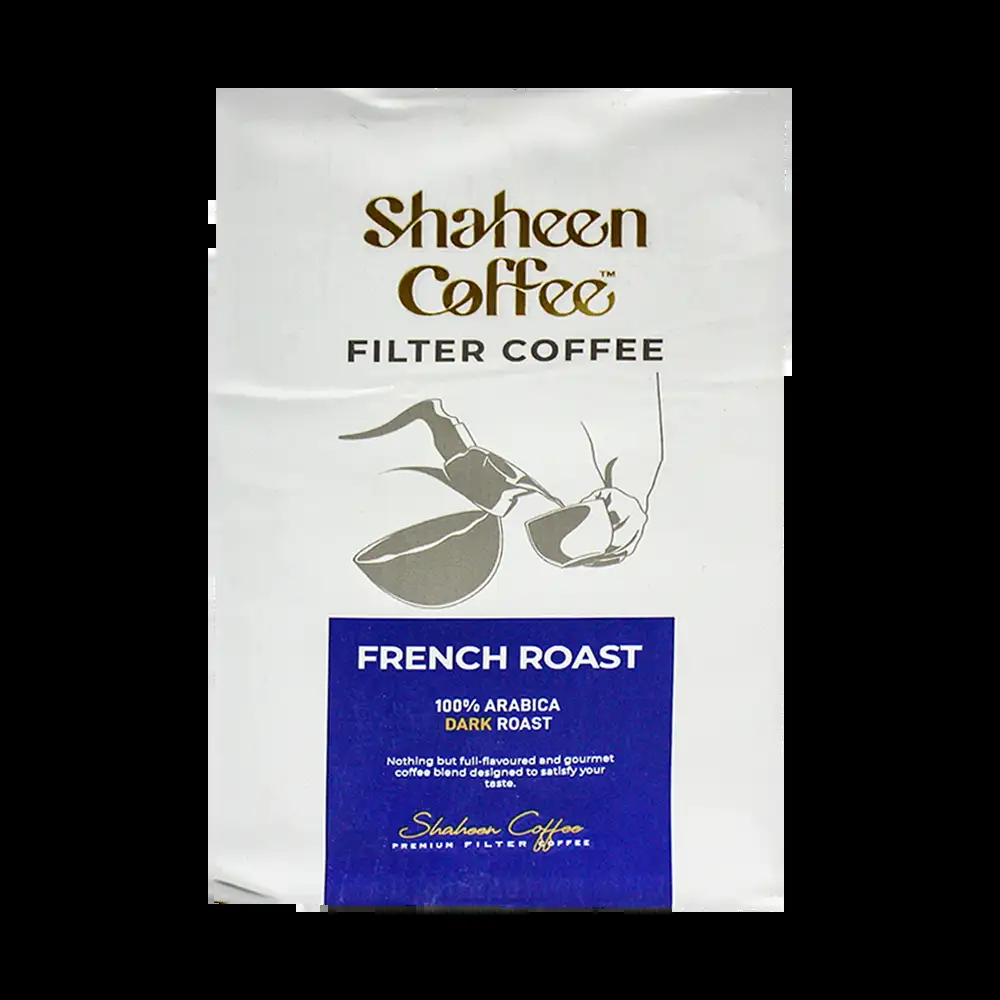 Shaheen
Coffee™
FILTER COFFEE
FRENCH ROAST
100% ARABICA
DARK ROAST
Nothing but full-flavoured and gourmet
coffee blend designed to satisfy your
taste.
Shaheen Coffee
PREMIUM FILTER COFFEE